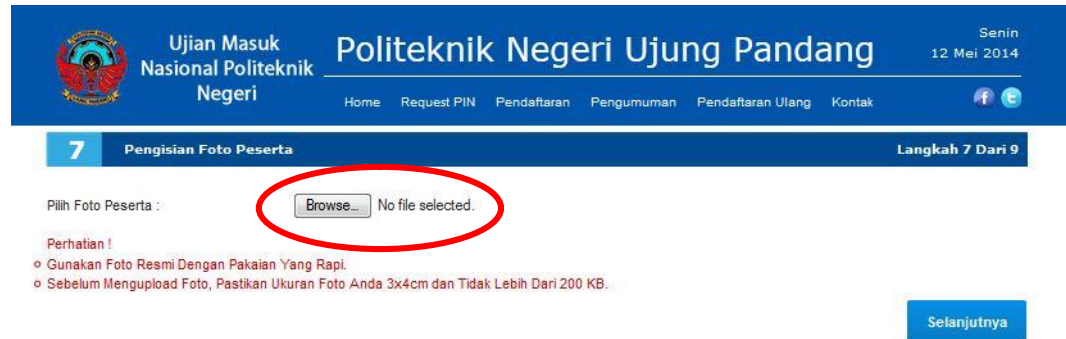 Ujian Masuk
Nasional Politeknik
Negeri
Politeknik Negeri Ujung Pandang
Senin
12 Mei 2014
Home Request PIN Pendaftaran Pengumuman Pendaftaran Ulang Kontak
7 Pengisian Foto Peserta Langkah 7 Dari 9
Pilih Foto Peserta : Browse... No file selected.
Perhatian !
Gunakan Foto Resmi Dengan Pakaian Yang Rapi.
Sebelum Mengupload Foto, Pastikan Ukuran Foto Anda 3x4cm dan Tidak Lebih Dari 200 KB.
Selanjutnya